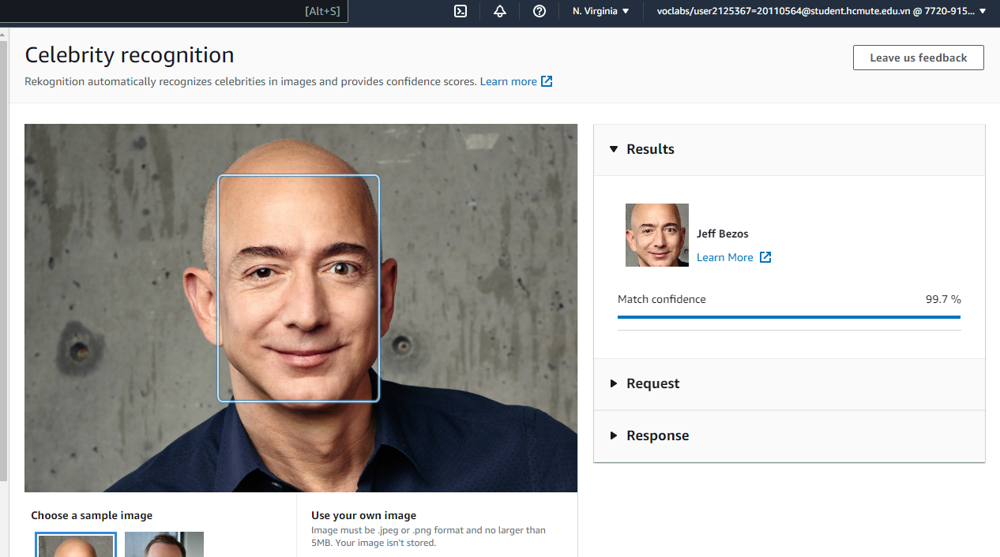 [Alt+S]
N. Virginia
voclabs/user2125367=20110564@student.hcmute.edu.vn @ 7720-915...
Celebrity recognition
Leave us feedback
Rekognition automatically recognizes celebrities in images and provides confidence scores. Learn more
Results
Jeff Bezos
Learn More
Match confidence
99.7 %
Request
Response
Choose a sample image
Use your own image
Image must be .jpeg or .png format and no larger than
5MB. Your image isn't stored.